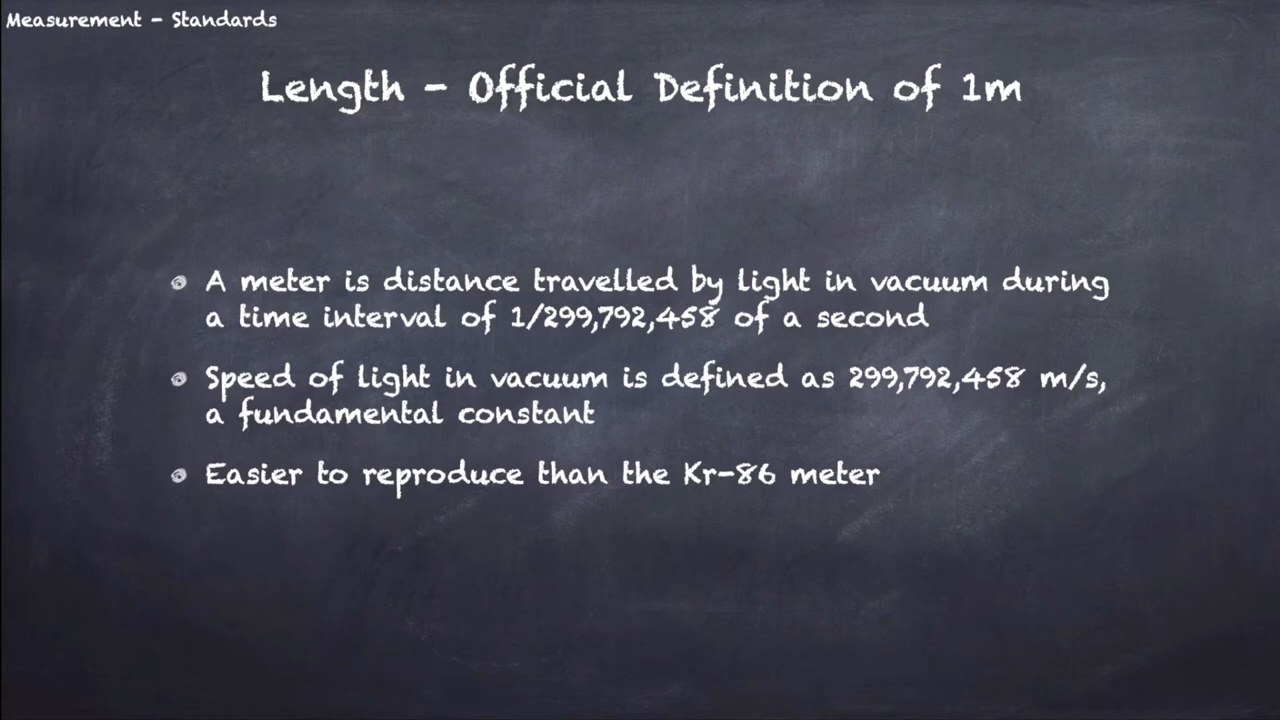 Measurement - Standards
Length - Official Definition of 1m
A meter is distance travelled by light in vacuum during
a time interval of 1/299,792,458 of a second
Speed of light in vacuum is defined as 299,792,458 m/s,
a fundamental constant
Easier to reproduce than the Kr-86 meter